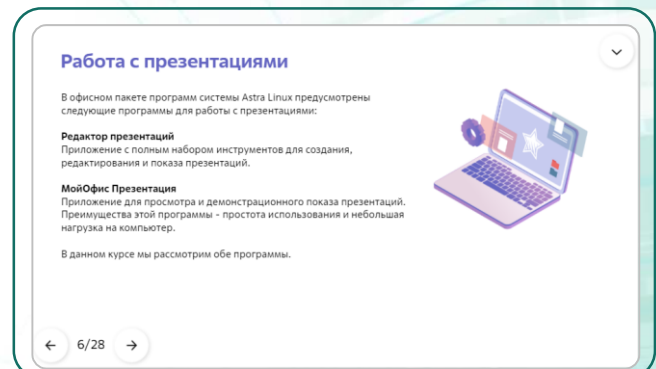 Работа с презентациями
В офисном пакете программ системы Astra Linux предусмотрены
следующие программы для работы с презентациями:
Редактор презентаций
Приложение с полным набором инструментов для создания,
редактирования и показа презентаций.
МойОфис Презентация
Приложение для просмотра и демонстрационного показа презентаций.
Преимущества этой программы - простота использования и небольшая
нагрузка на компьютер.
В данном курсе мы рассмотрим обе программы.
6/28